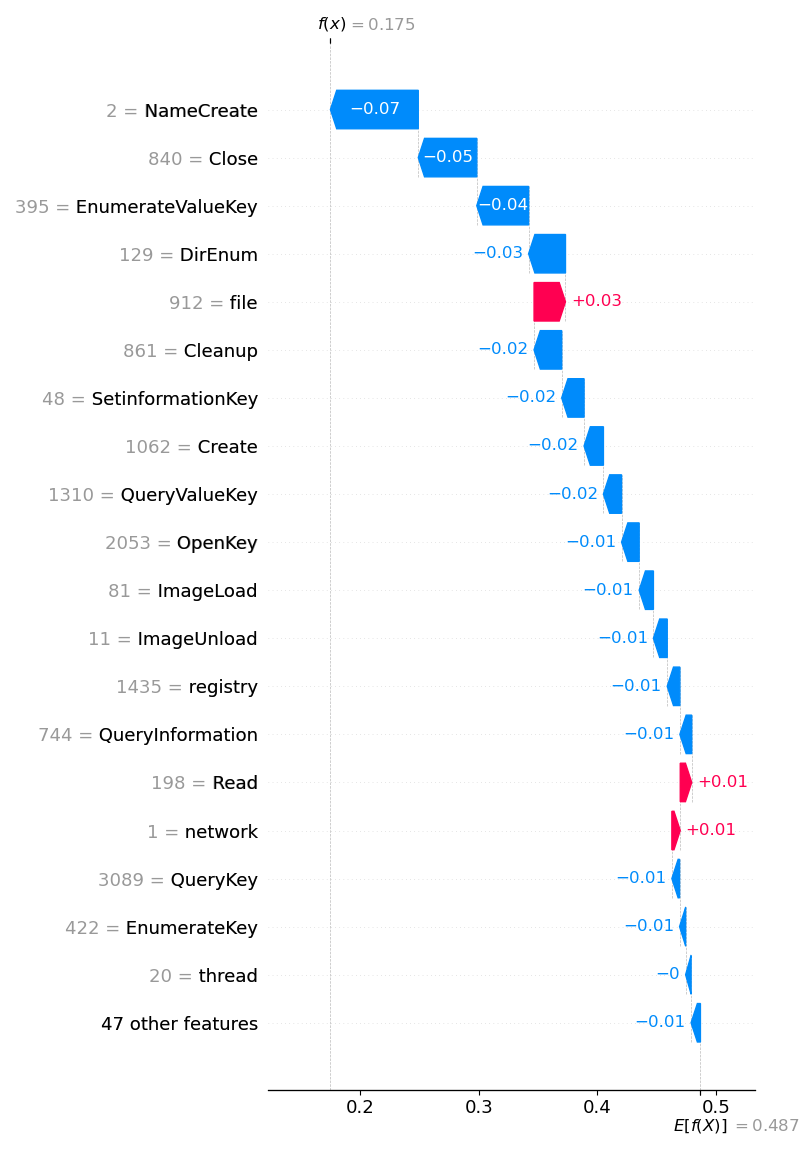 f(x) = 0.175
2 = NameCreate −0.07
840 = Close −0.05
395 = EnumerateValueKey −0.04
129 = DirEnum −0.03
912 = file +0.03
861 = Cleanup −0.02
48 = SetinformationKey −0.02
1062 = Create −0.02
1310 = QueryValueKey −0.02
2053 = OpenKey −0.01
81 = ImageLoad −0.01
11 = ImageUnload −0.01
1435 = registry −0.01
744 = QueryInformation −0.01
198 = Read +0.01
1 = network +0.01
3089 = QueryKey −0.01
422 = EnumerateKey −0.01
20 = thread −0
47 other features −0.01
0.2 0.3 0.4 0.5
E[f(X)] = 0.487